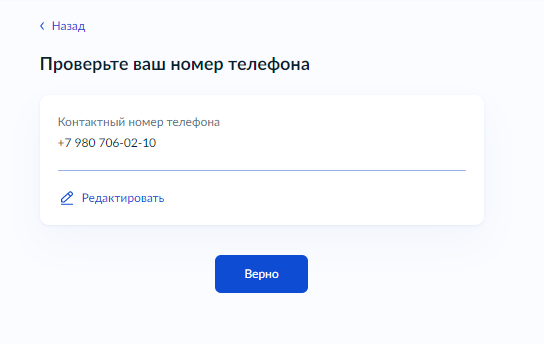 Назад
Проверьте ваш номер телефона
Контактный номер телефона
+7 980 706-02-10
Редактировать
Верно